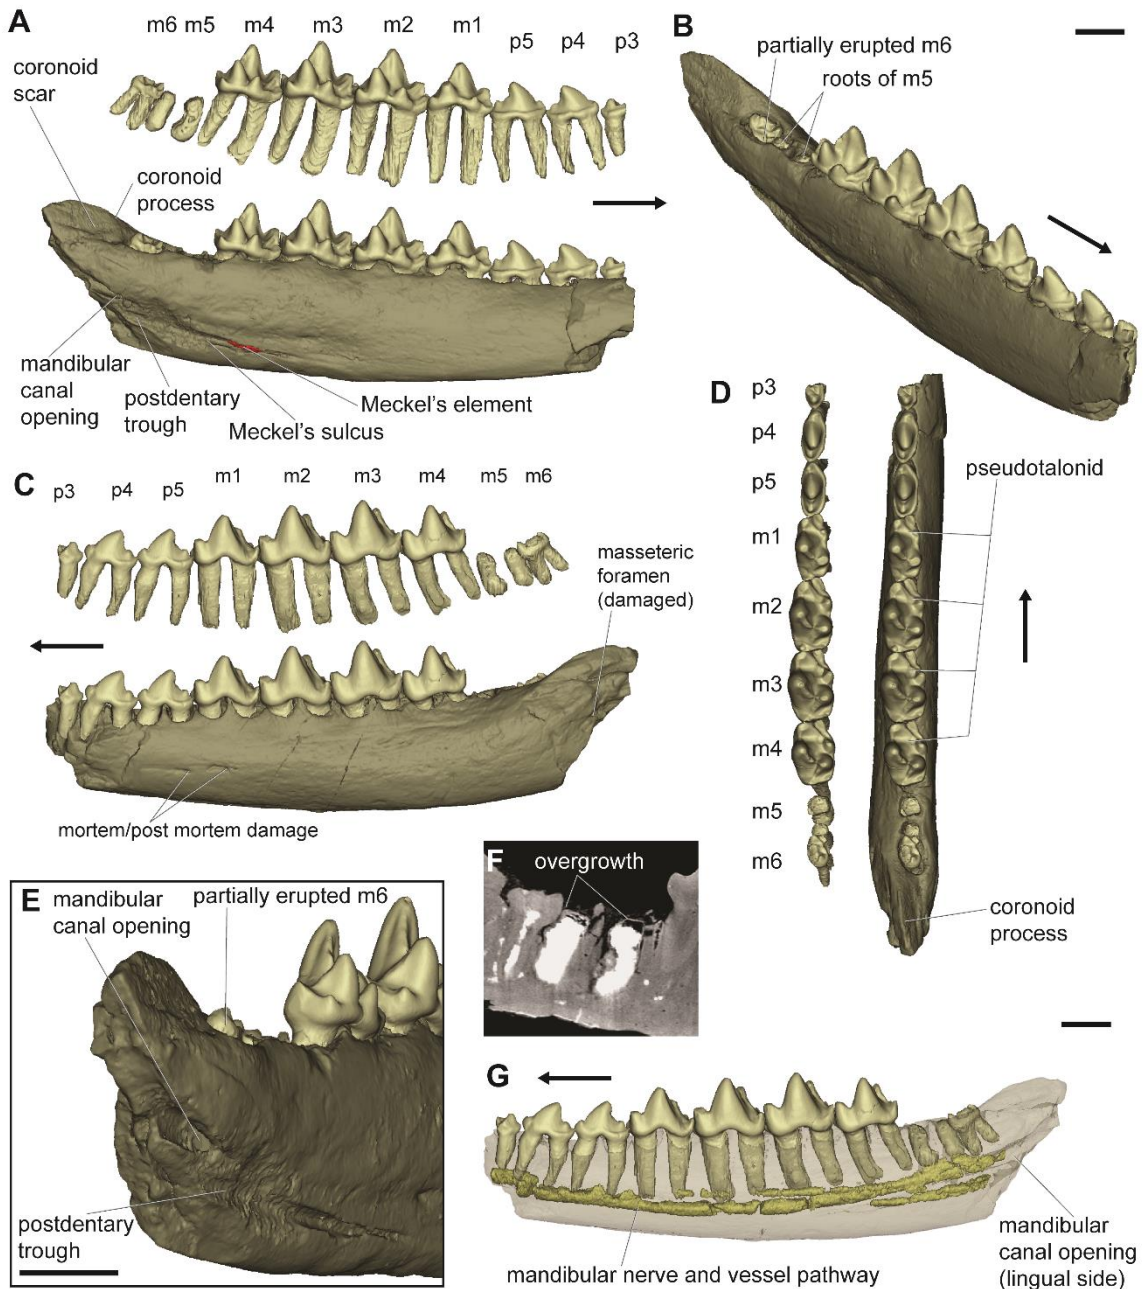 A
m6 m5 m4 m3 m2 m1 p5 p4 p3
coronoid
scar
coronoid
process
mandibular
canal
opening
postdentary
trough
Meckel's sulcus
Meckel's element
B
partially erupted m6
roots of m5
C
p3 p4 p5 m1 m2 m3 m4 m5 m6
masseteric
foramen
(damaged)
mortem/post mortem damage
D
p3
p4
p5
m1
m2
m3
m4
m5
m6
pseudotalonid
coronoid
process
E
mandibular
canal opening
partially erupted m6
postdentary
trough
F
overgrowth
G
mandibular nerve and vessel pathway
mandibular
canal opening
(lingual side)